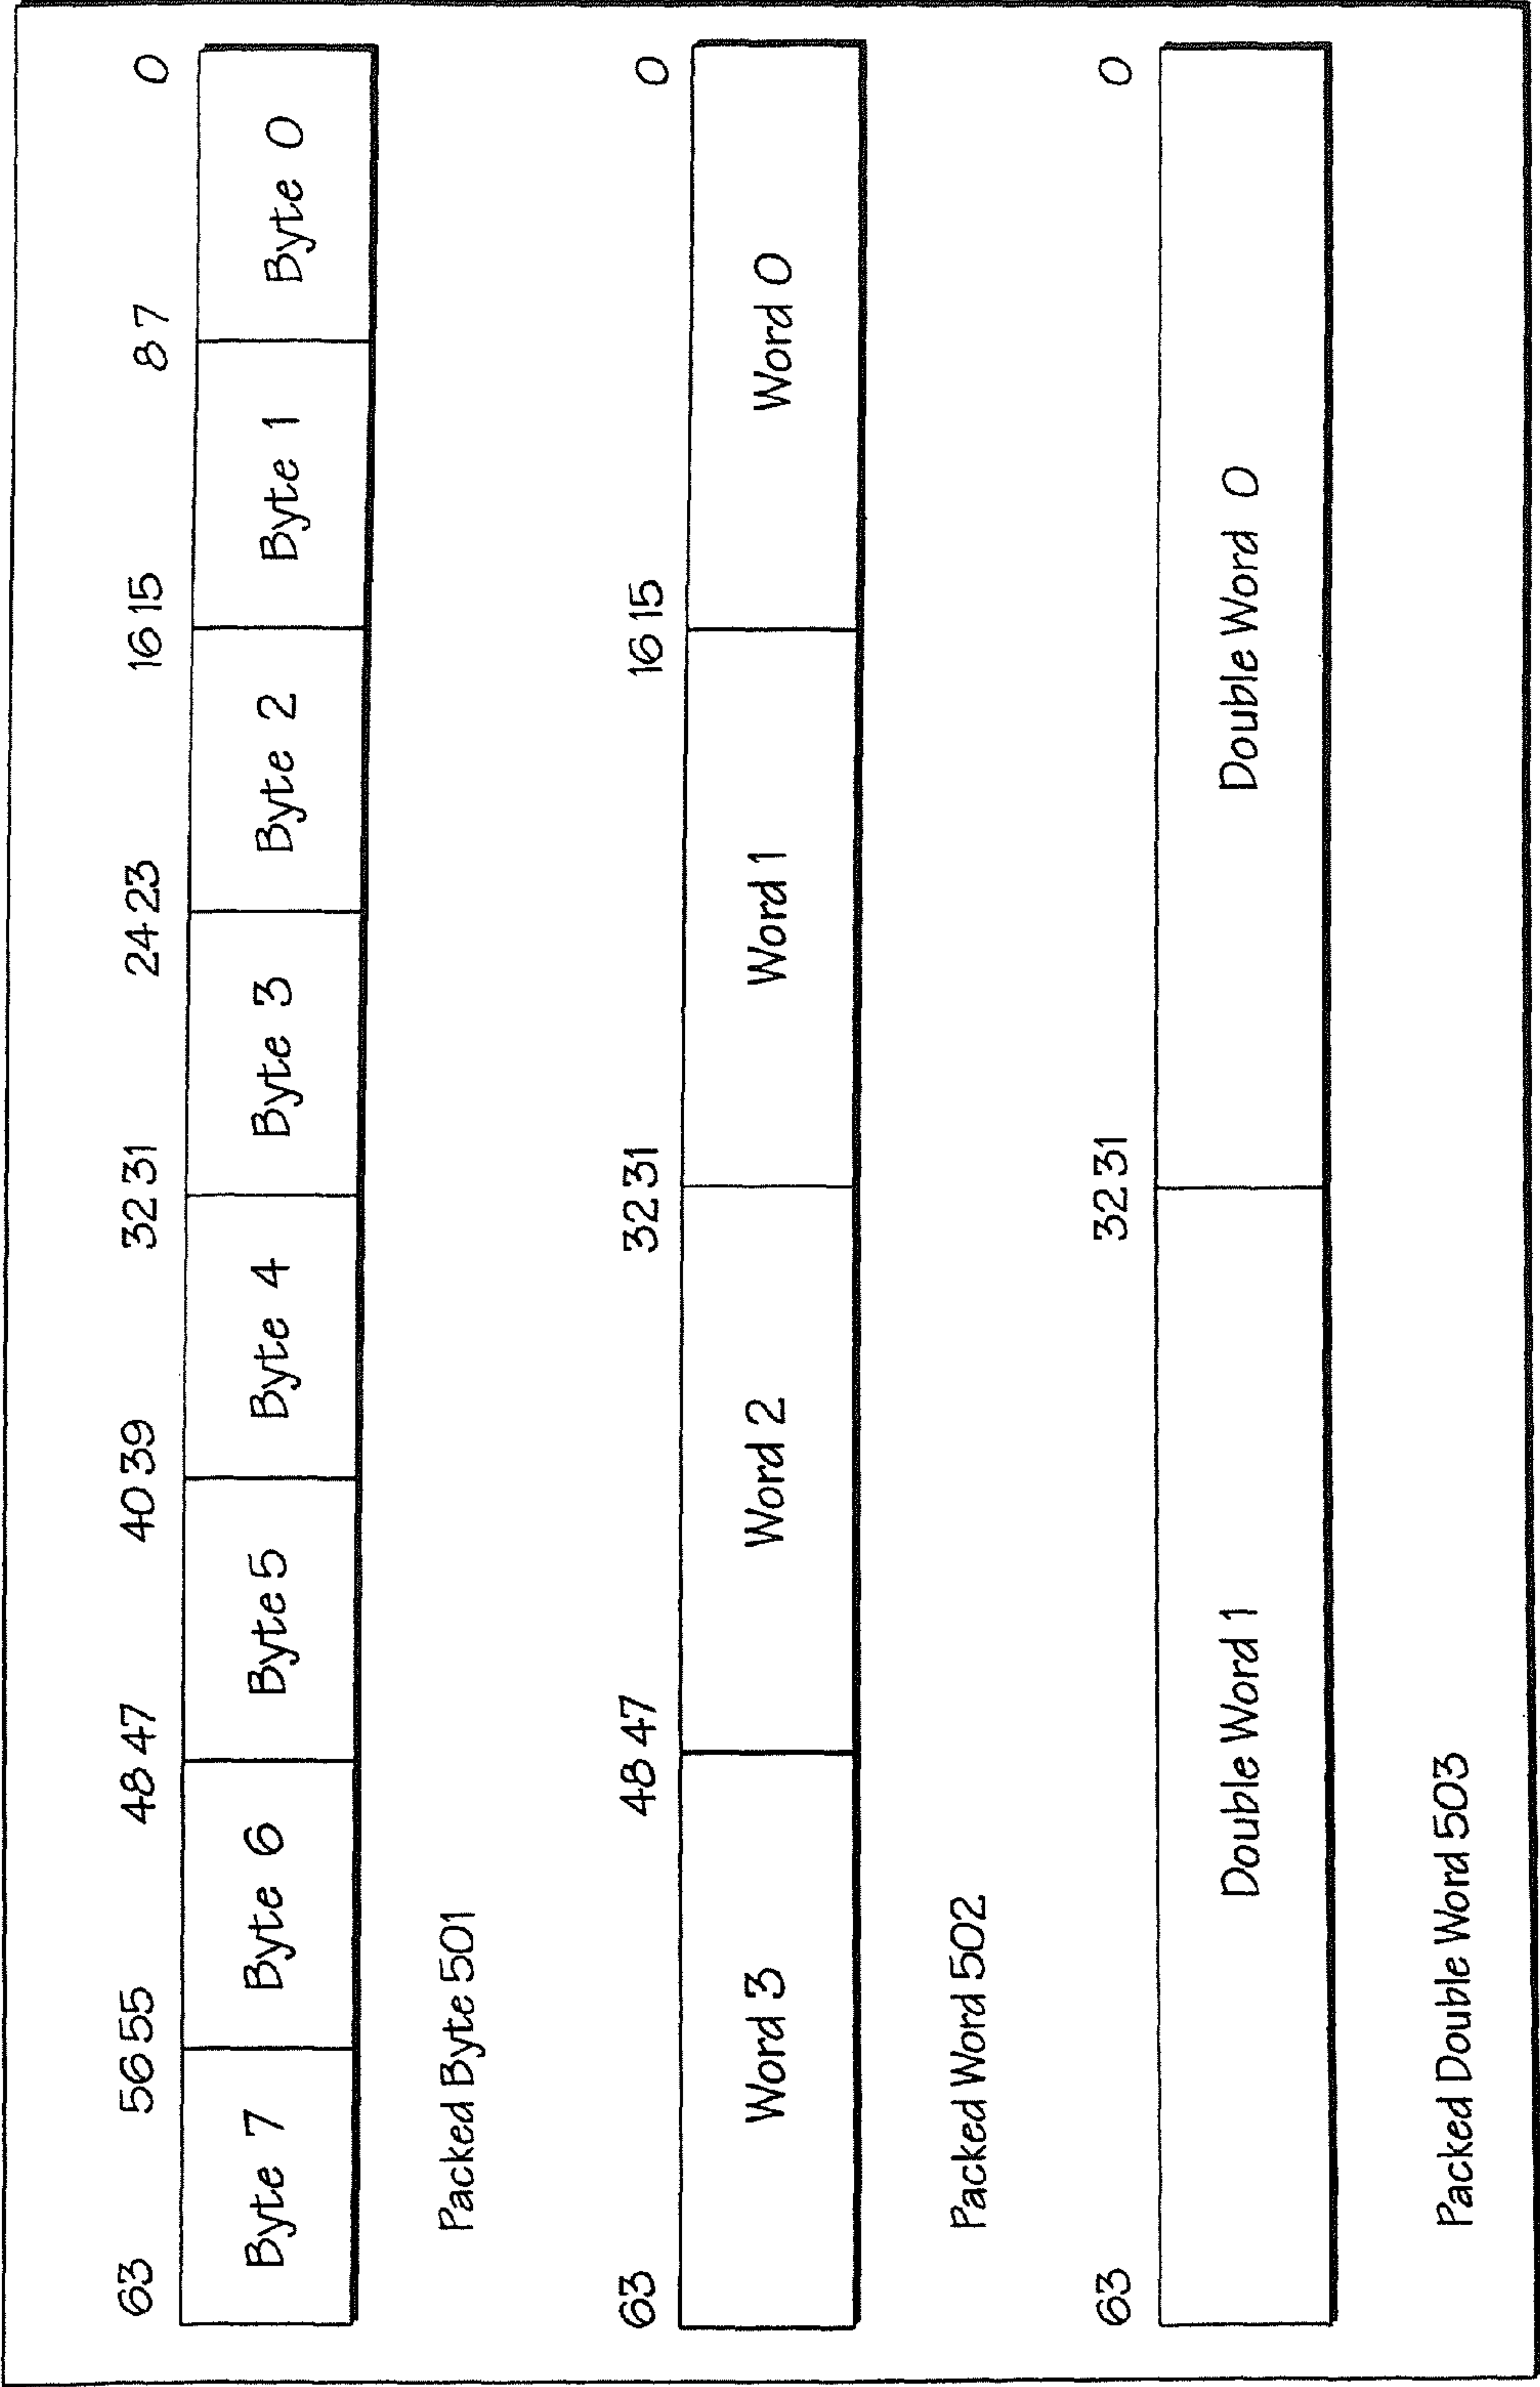 63 56 55 48 47 40 39 32 31 24 23 16 15 8 7 0
Byte 7 Byte 6 Byte 5 Byte 4 Byte 3 Byte 2 Byte 1 Byte 0
Packed Byte 501
63 48 47 32 31 16 15 0
Word 3 Word 2 Word 1 Word 0
Packed Word 502
63 32 31 0
Double Word 1 Double Word 0
Packed Double Word 503